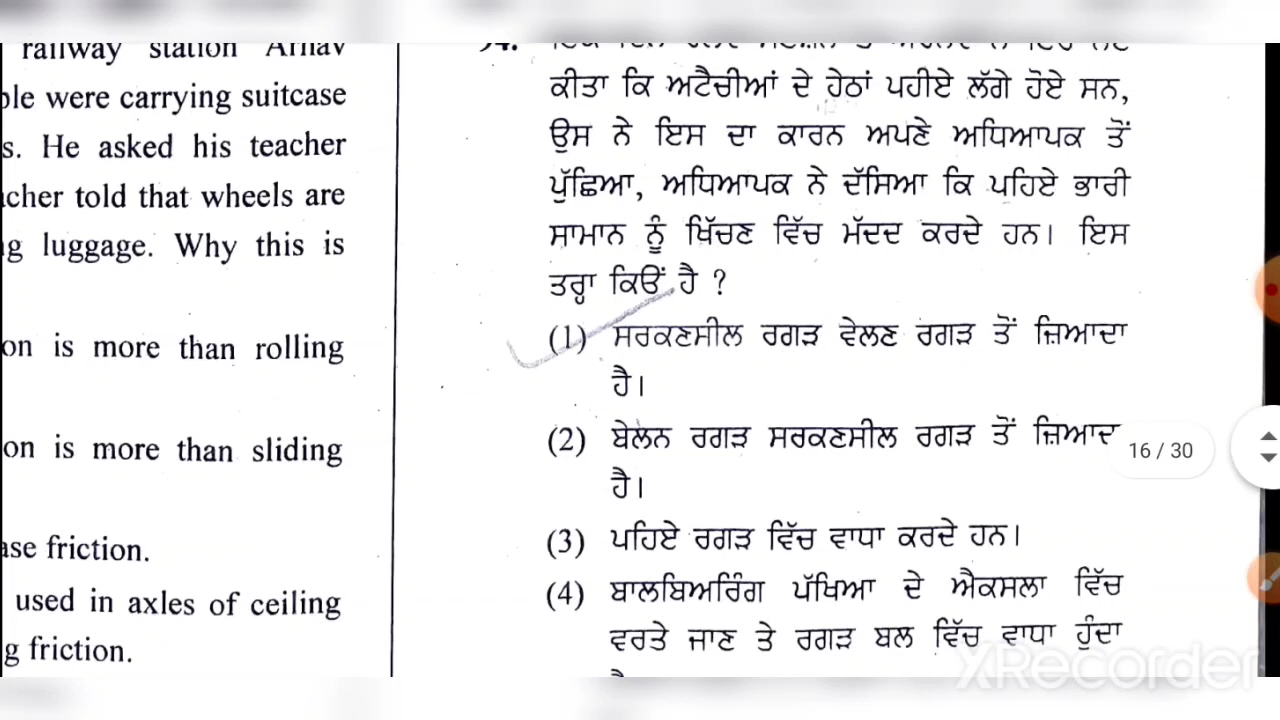 railway station Arnav
ple were carrying suitcase
s. He asked his teacher
cher told that wheels are
g luggage. Why this is
on is more than rolling
on is more than sliding
ase friction.
used in axles of ceiling
g friction.
ਕੀਤਾ ਕਿ ਅਟੈਚੀਆਂ ਦੇ ਹੇਠਾਂ ਪਹੀਏ ਲੱਗੇ ਹੋਏ ਸਨ,
ਉਸ ਨੇ ਇਸ ਦਾ ਕਾਰਨ ਅਪਣੇ ਅਧਿਆਪਕ ਤੋਂ
ਪੁੱਛਿਆ, ਅਧਿਆਪਕ ਨੇ ਦੱਸਿਆ ਕਿ ਪਹਿਏ ਭਾਰੀ
ਸਾਮਾਨ ਨੂੰ ਖਿੱਚਣ ਵਿੱਚ ਮੱਦਦ ਕਰਦੇ ਹਨ। ਇਸ
ਤਰ੍ਹਾ ਕਿਓਂ ਹੈ ?
(1) ਸਰਕਣਸੀਲ ਰਗੜ ਵੇਲਣ ਰਗੜ ਤੋਂ ਜ਼ਿਆਦਾ
ਹੈ।
(2) ਬੇਲਨ ਰਗੜ ਸਰਕਣਸੀਲ ਰਗੜ ਤੋਂ ਜ਼ਿਆਦ
ਹੈ।
(3) ਪਹਿਏ ਰਗੜ ਵਿੱਚ ਵਾਧਾ ਕਰਦੇ ਹਨ।
(4) ਬਾਲਬਿਅਰਿੰਗ ਪੱਖਿਆ ਦੇ ਐਕਸਲਾ ਵਿੱਚ
ਵਰਤੇ ਜਾਣ ਤੇ ਰਗੜ ਬਲ ਵਿੱਚ ਵਾਧਾ ਹੁੰਦਾ
16 / 30
XRecorder